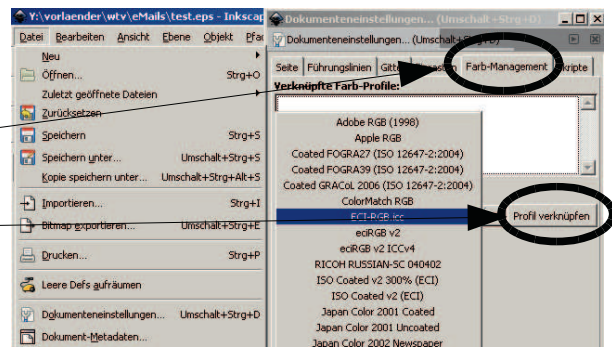 Y:\vorlaender\wtv\eMails\test.eps - Inkscap
Datei Bearbeiten Ansicht Ebene Objekt Pfad
Neu
Öffnen... Strg+O
Zuletzt geöffnete Dateien
Zurücksetzen
Speichern Strg+S
Speichern unter... Umschalt+Strg+S
Kopie speichern unter... Umschalt+Strg+Alt+S
Importieren... Strg+I
Bitmap exportieren... Umschalt+Strg+E
Drucken... Strg+P
Leere Defs aufräumen
Dokumenteneinstellungen... Umschalt+Strg+D
Dokument-Metadaten...
Dokumenteneinstellungen... (Umschalt+Strg+D)
Dokumenteneinstellungen... (Umschalt+Strg+D)
Seite Führungslinien Gitter Farb-Management Skripte
Verknüpfte Farb-Profile:
Adobe RGB (1998)
Apple RGB
Coated FOGRA27 (ISO 12647-2:2004)
Coated FOGRA39 (ISO 12647-2:2004)
Coated GRACoL 2006 (ISO 12647-2:2004)
ColorMatch RGB
ECI-RGB icc
Profil verknüpfen
eciRGB v2
eciRGB v2 ICCv4
RICOH RUSSIAN-SC 040402
ISO Coated v2 300% (ECI)
ISO Coated v2 (ECI)
Japan Color 2001 Coated
Japan Color 2001 Uncoated
Japan Color 2002 Newspaper